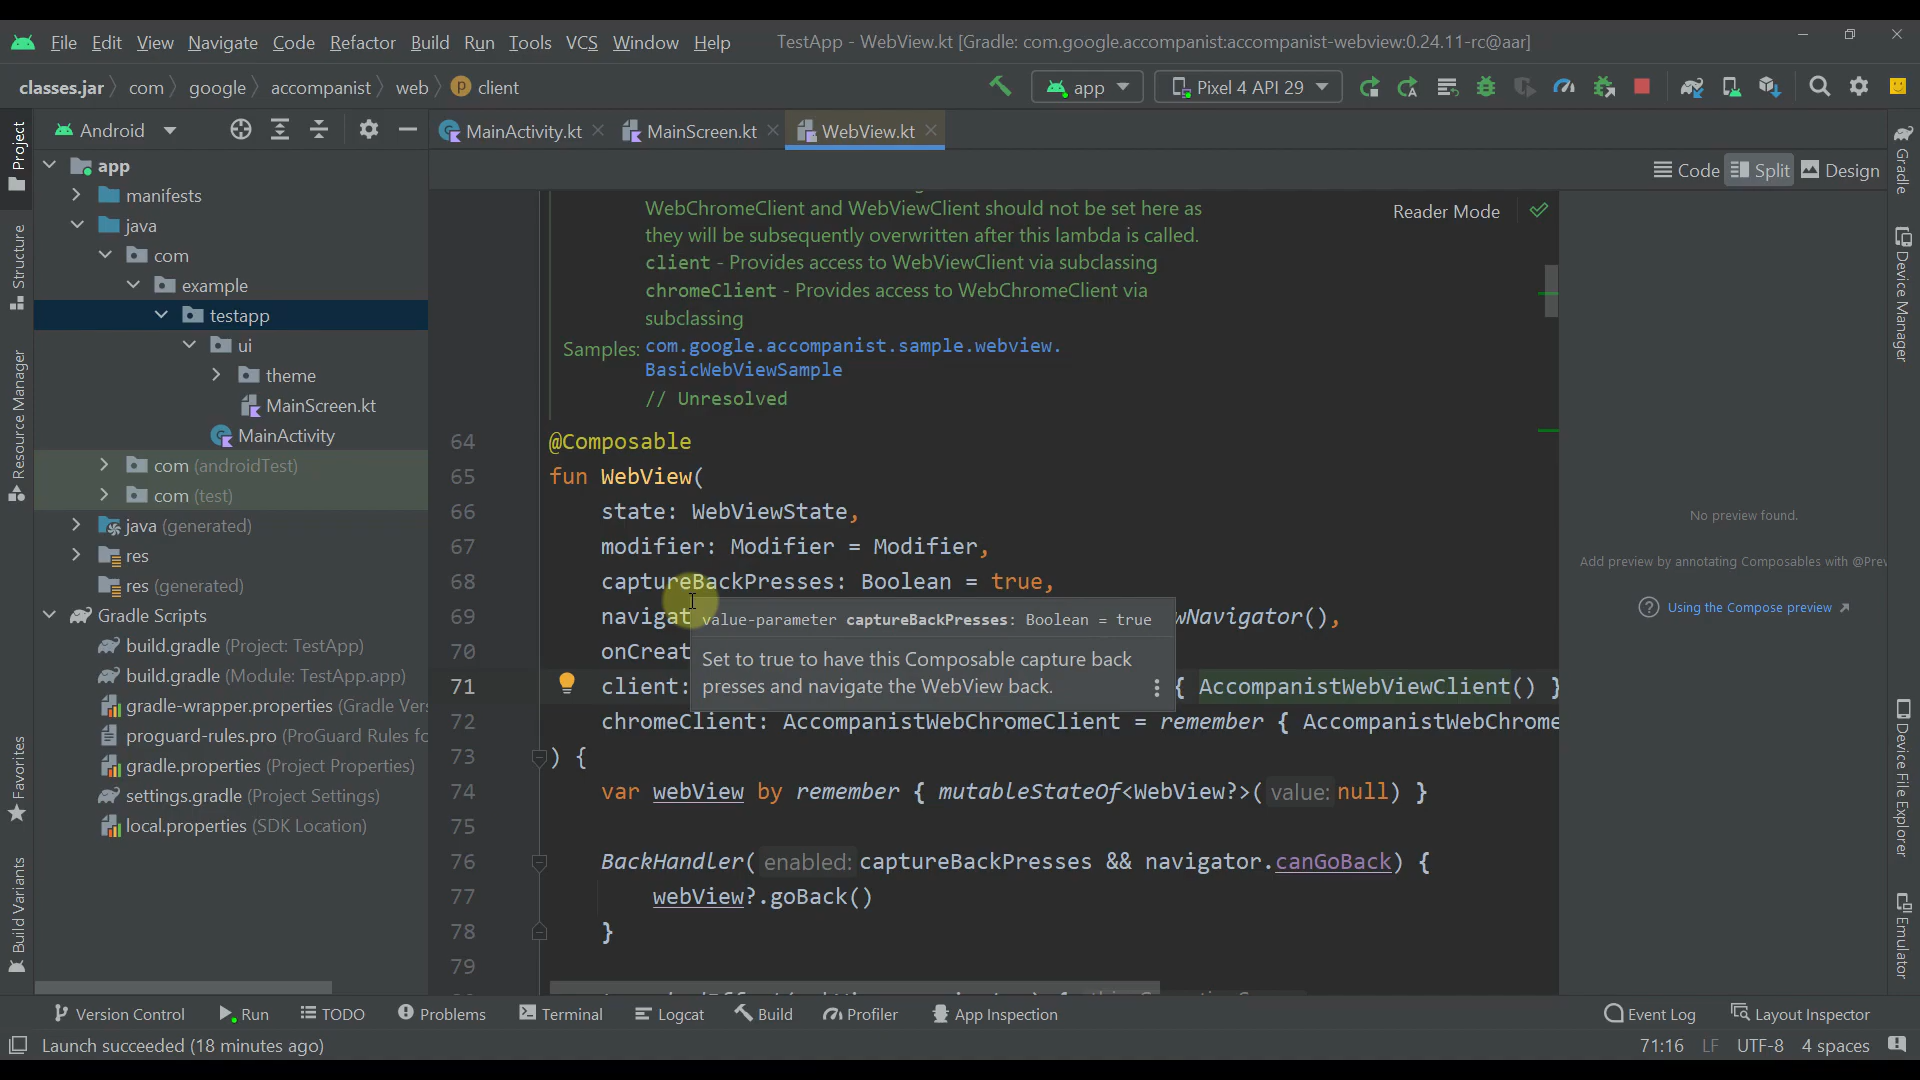 File Edit View Navigate Code Refactor Build Run Tools VCS Window Help TestApp - WebView.kt [Gradle: com.google.accompanist:accompanist-webview:0.24.11-rc@aar]
classes.jar com google accompanist web client app Pixel 4 API 29
Android MainActivity.kt MainScreen.kt WebView.kt
Code Split Design
Project
Structure
Resource Manager
Favorites
Build Variants
app
manifests
java
com
example
testapp
ui
theme
MainScreen.kt
MainActivity
com (androidTest)
com (test)
java (generated)
res
res (generated)
Gradle Scripts
build.gradle (Project: TestApp)
build.gradle (Module: TestApp.app)
gradle-wrapper.properties (Gradle Ver
proguard-rules.pro (ProGuard Rules fo
gradle.properties (Project Properties)
settings.gradle (Project Settings)
local.properties (SDK Location)
WebChromeClient and WebViewClient should not be set here as
they will be subsequently overwritten after this lambda is called.
client - Provides access to WebViewClient via subclassing
chromeClient - Provides access to WebChromeClient via
subclassing
Samples: com.google.accompanist.sample.webview.
BasicWebViewSample
// Unresolved
Reader Mode
64 @Composable
65 fun WebView(
66 state: WebViewState,
67 modifier: Modifier = Modifier,
68 captureBackPresses: Boolean = true,
69 navigat wNavigator(),
70 onCreat
71 client: { AccompanistWebViewClient() }
72 chromeClient: AccompanistWebChromeClient = remember { AccompanistWebChrome
73 ) {
74 var webView by remember { mutableStateOf<WebView?>( value: null) }
75
76 BackHandler( enabled: captureBackPresses && navigator.canGoBack) {
77 webView?.goBack()
78 }
79
value-parameter captureBackPresses: Boolean = true
Set to true to have this Composable capture back
presses and navigate the WebView back.
No preview found.
Add preview by annotating Composables with @Prev
Using the Compose preview
Gradle
Device Manager
Device File Explorer
Emulator
Version Control Run TODO Problems Terminal Logcat Build Profiler App Inspection Event Log Layout Inspector
Launch succeeded (18 minutes ago) 71:16 LF UTF-8 4 spaces